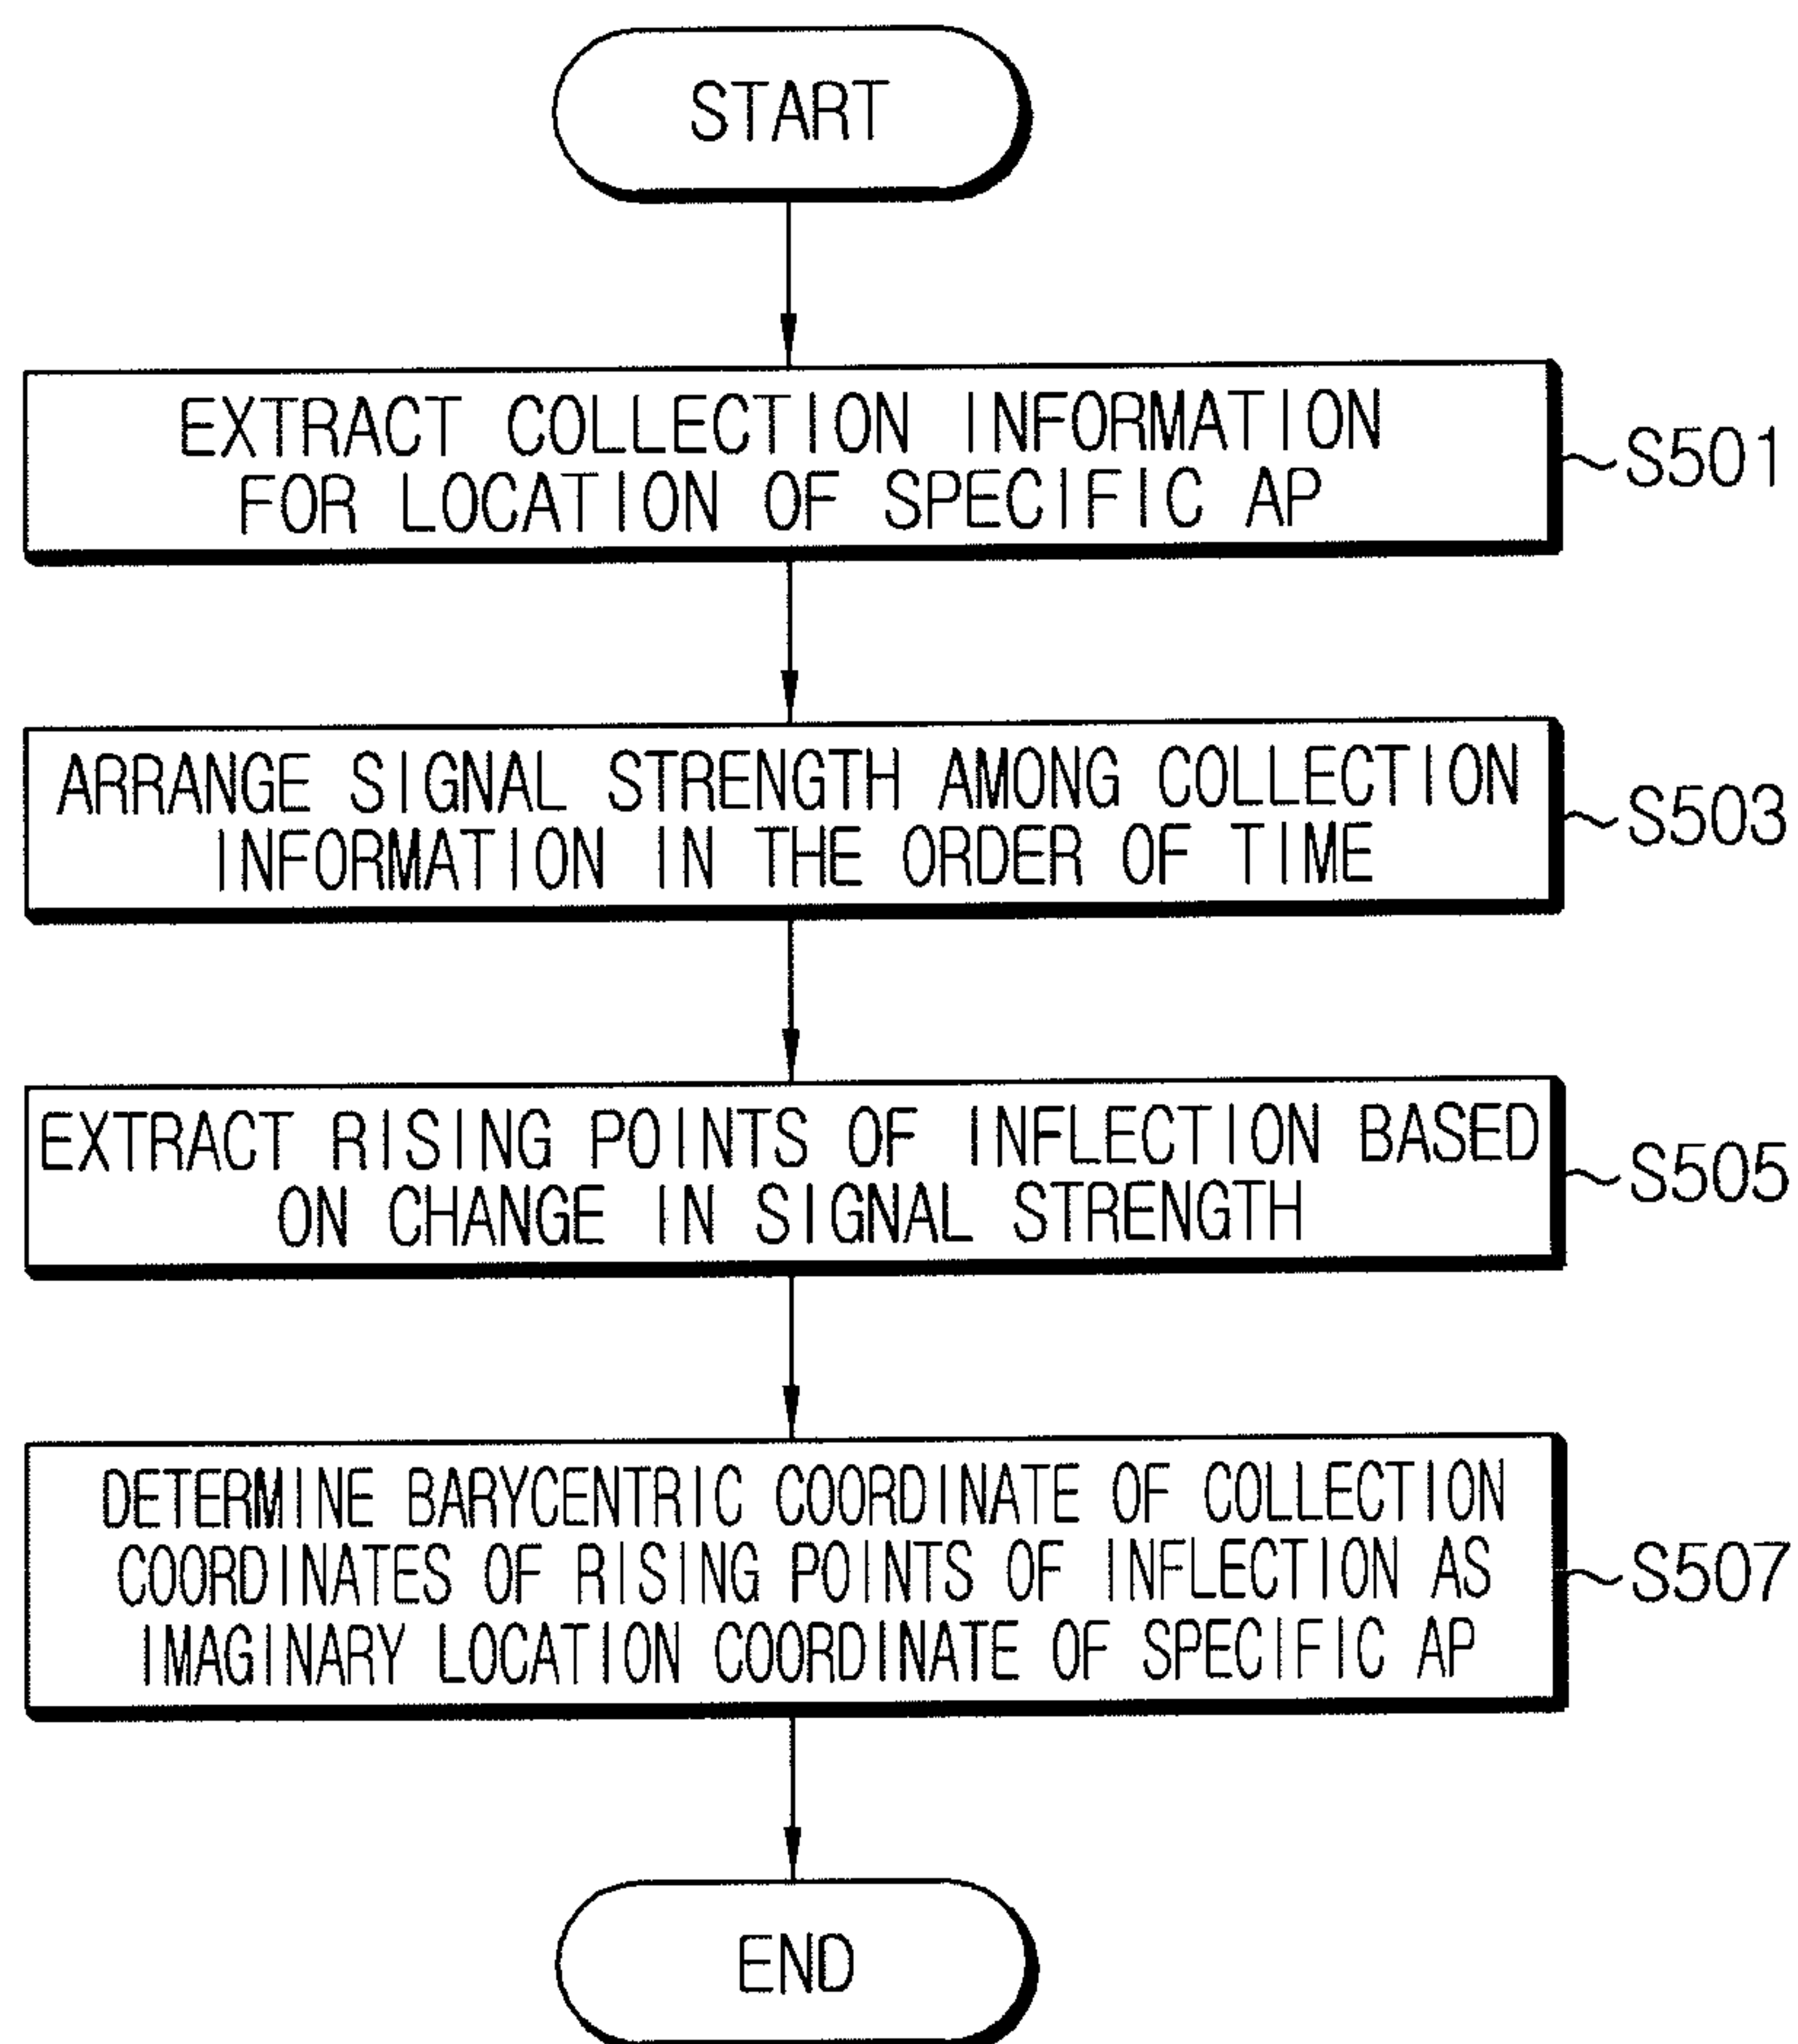 START
EXTRACT COLLECTION INFORMATION
FOR LOCATION OF SPECIFIC AP
S501
ARRANGE SIGNAL STRENGTH AMONG COLLECTION
INFORMATION IN THE ORDER OF TIME
S503
EXTRACT RISING POINTS OF INFLECTION BASED
ON CHANGE IN SIGNAL STRENGTH
S505
DETERMINE BARYCENTRIC COORDINATE OF COLLECTION
COORDINATES OF RISING POINTS OF INFLECTION AS
IMAGINARY LOCATION COORDINATE OF SPECIFIC AP
S507
END